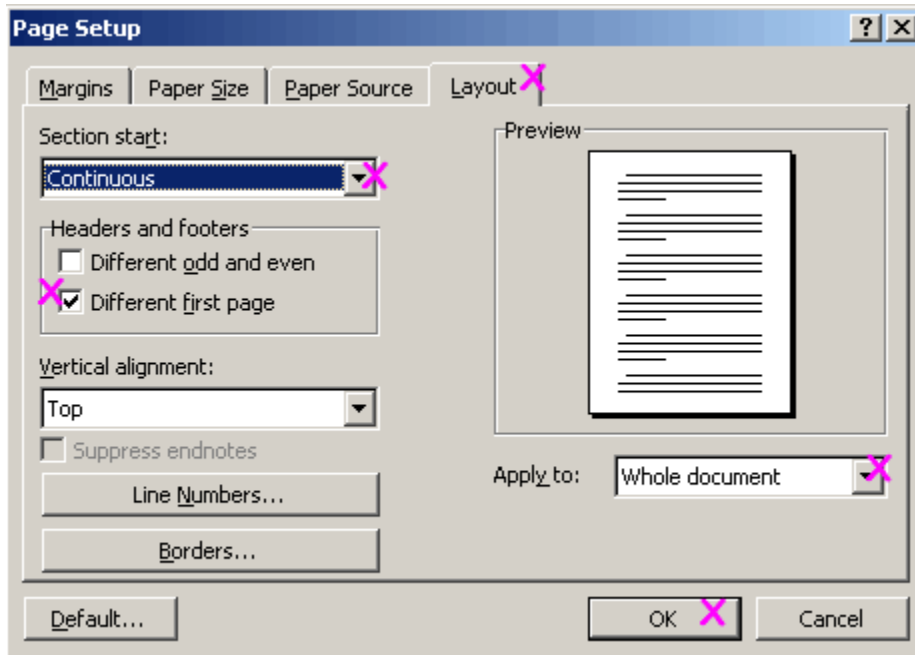 Page Setup
Margins
Paper Size
Paper Source
Layout
Section start:
Continuous
Headers and footers
Different odd and even
Different first page
Vertical alignment:
Top
Suppress endnotes
Line Numbers...
Borders...
Preview
Apply to:
Whole document
Default...
OK
Cancel